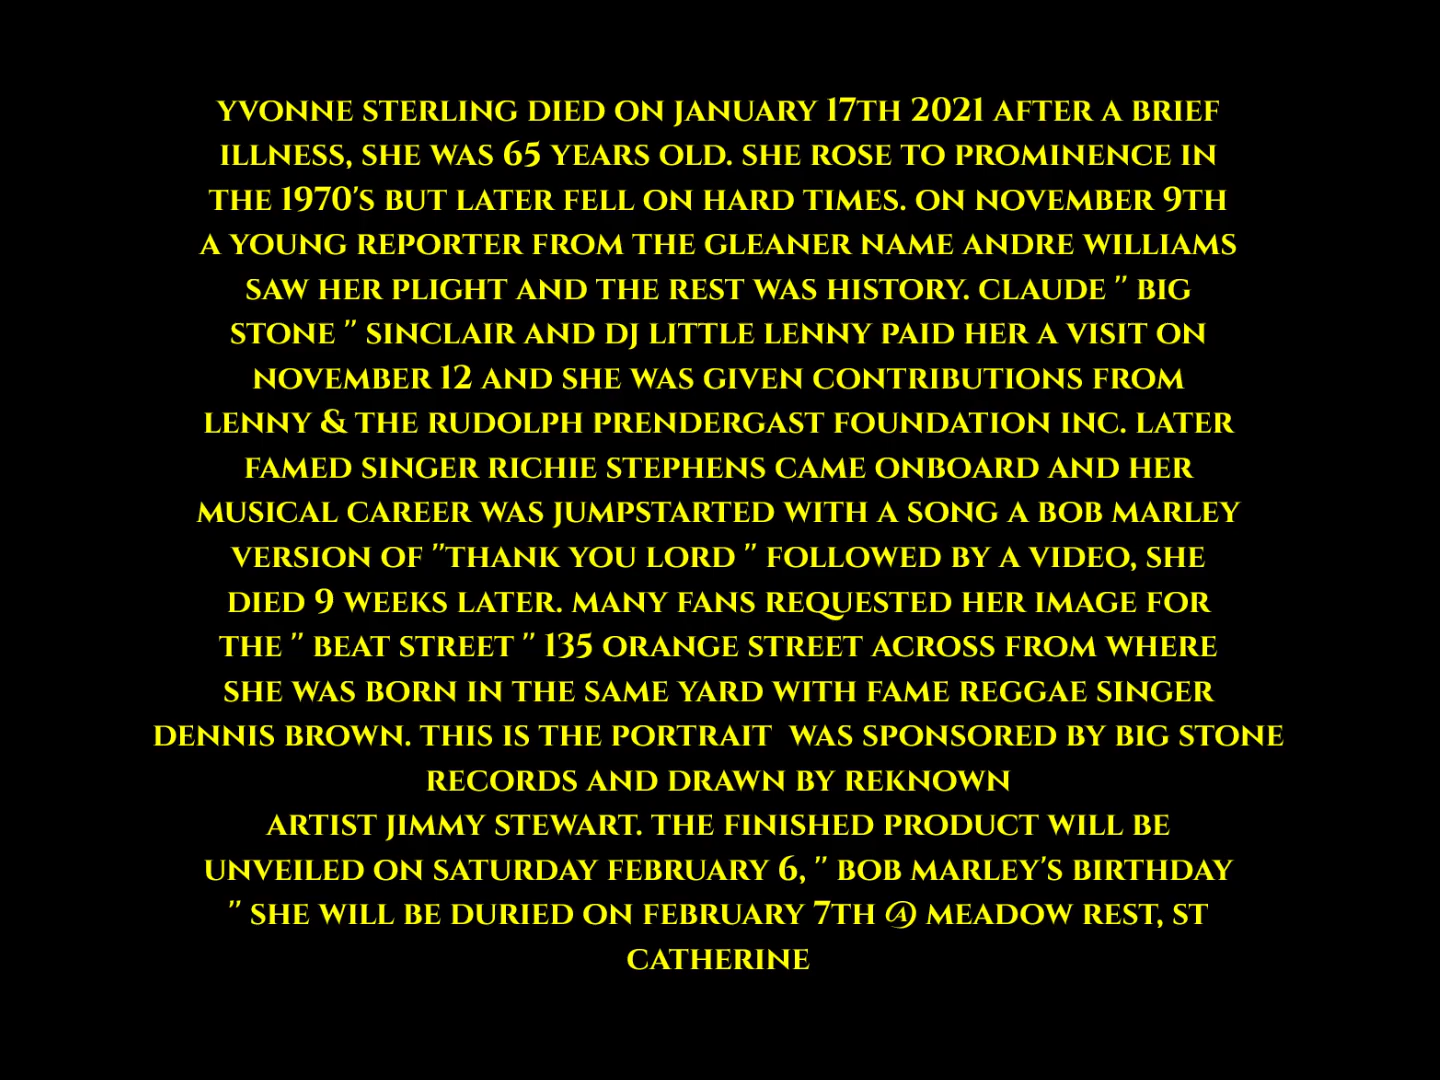 YVONNE STERLING DIED ON JANUARY 17TH 2021 AFTER A BRIEF
ILLNESS, SHE WAS 65 YEARS OLD. SHE ROSE TO PROMINENCE IN
THE 1970'S BUT LATER FELL ON HARD TIMES. ON NOVEMBER 9TH
A YOUNG REPORTER FROM THE GLEANER NAME ANDRE WILLIAMS
SAW HER PLIGHT AND THE REST WAS HISTORY. CLAUDE " BIG
STONE " SINCLAIR AND DJ LITTLE LENNY PAID HER A VISIT ON
NOVEMBER 12 AND SHE WAS GIVEN CONTRIBUTIONS FROM
LENNY & THE RUDOLPH PRENDERGAST FOUNDATION INC. LATER
FAMED SINGER RICHIE STEPHENS CAME ONBOARD AND HER
MUSICAL CAREER WAS JUMPSTARTED WITH A SONG A BOB MARLEY
VERSION OF "THANK YOU LORD " FOLLOWED BY A VIDEO, SHE
DIED 9 WEEKS LATER. MANY FANS REQUESTED HER IMAGE FOR
THE " BEAT STREET " 135 ORANGE STREET ACROSS FROM WHERE
SHE WAS BORN IN THE SAME YARD WITH FAME REGGAE SINGER
DENNIS BROWN. THIS IS THE PORTRAIT  WAS SPONSORED BY BIG STONE
RECORDS AND DRAWN BY REKNOWN
ARTIST JIMMY STEWART. THE FINISHED PRODUCT WILL BE
UNVEILED ON SATURDAY FEBRUARY 6, " BOB MARLEY'S BIRTHDAY
" SHE WILL BE DURIED ON FEBRUARY 7TH @ MEADOW REST, ST
CATHERINE